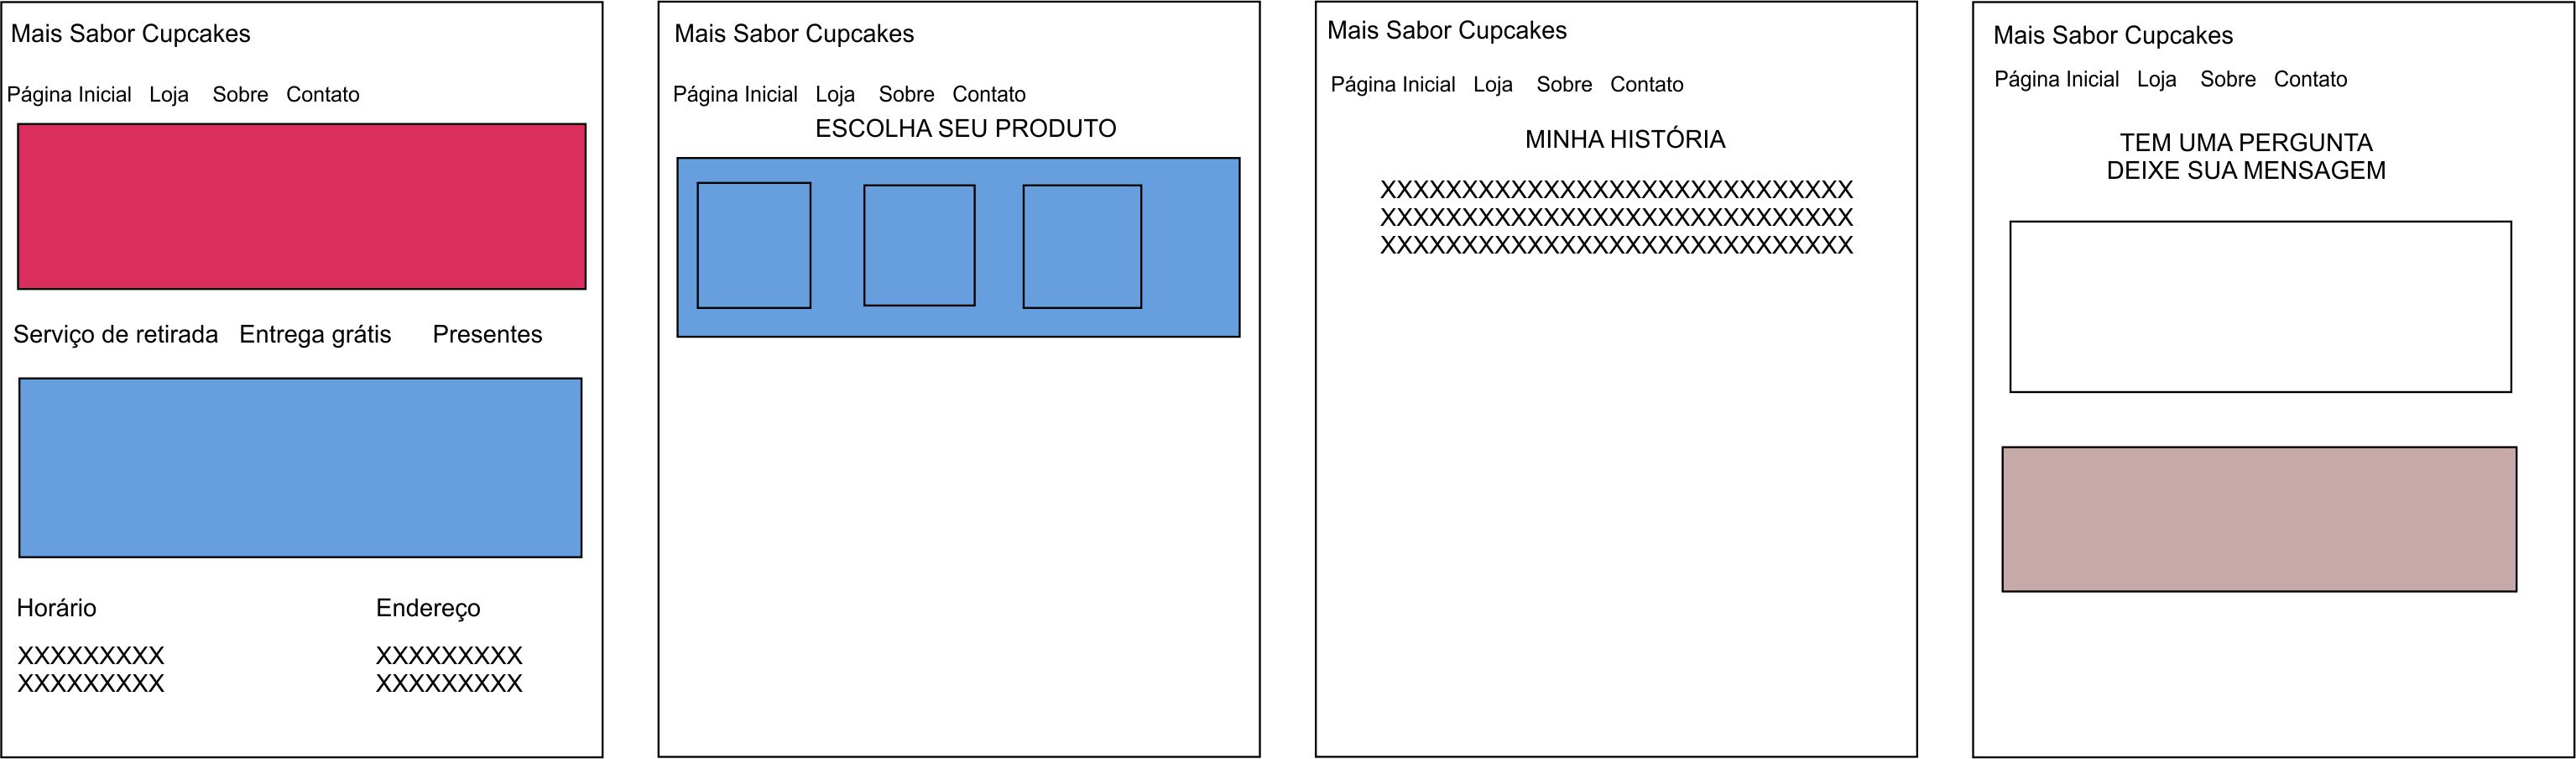 Mais Sabor Cupcakes
Página Inicial Loja Sobre Contato
Serviço de retirada Entrega grátis Presentes
Horário Endereço
XXXXXXXXX XXXXXXXXX
XXXXXXXXX XXXXXXXXX
Mais Sabor Cupcakes
Página Inicial Loja Sobre Contato
ESCOLHA SEU PRODUTO
Mais Sabor Cupcakes
Página Inicial Loja Sobre Contato
MINHA HISTÓRIA
XXXXXXXXXXXXXXXXXXXXXXXXXXXXX
XXXXXXXXXXXXXXXXXXXXXXXXXXXXX
XXXXXXXXXXXXXXXXXXXXXXXXXXXXX
Mais Sabor Cupcakes
Página Inicial Loja Sobre Contato
TEM UMA PERGUNTA
DEIXE SUA MENSAGEM